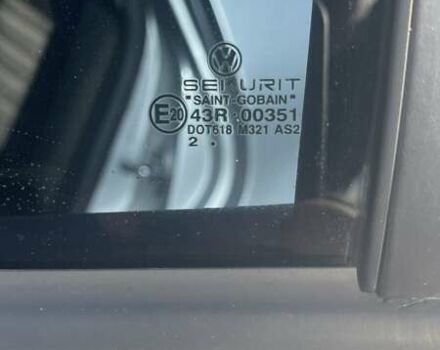 SEKURIT
"SAINT-GOBAIN"
E20 43R 00351
DOT618 M321 AS2
2 .